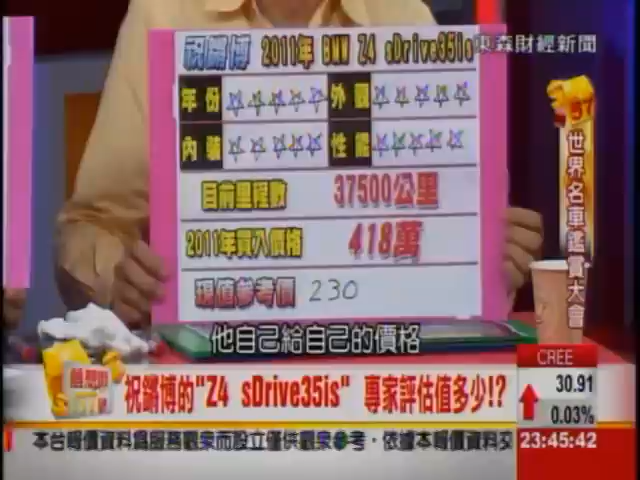 祝鏘博 2011年 BMW Z4 sDrive35is
東森財經新聞
年份 外觀
內裝 性能
目前里程數 37500公里
2011年買入價格 418萬
現值參考價 230
57
世界名車鑑賞大會
他自己給自己的價格
祝鏘博的"Z4 sDrive35is" 專家評估值多少!?
CREE
30.91
0.03%
本台報價資料為服務觀眾而設立僅供觀眾參考，依據本報價資料交
23:45:42